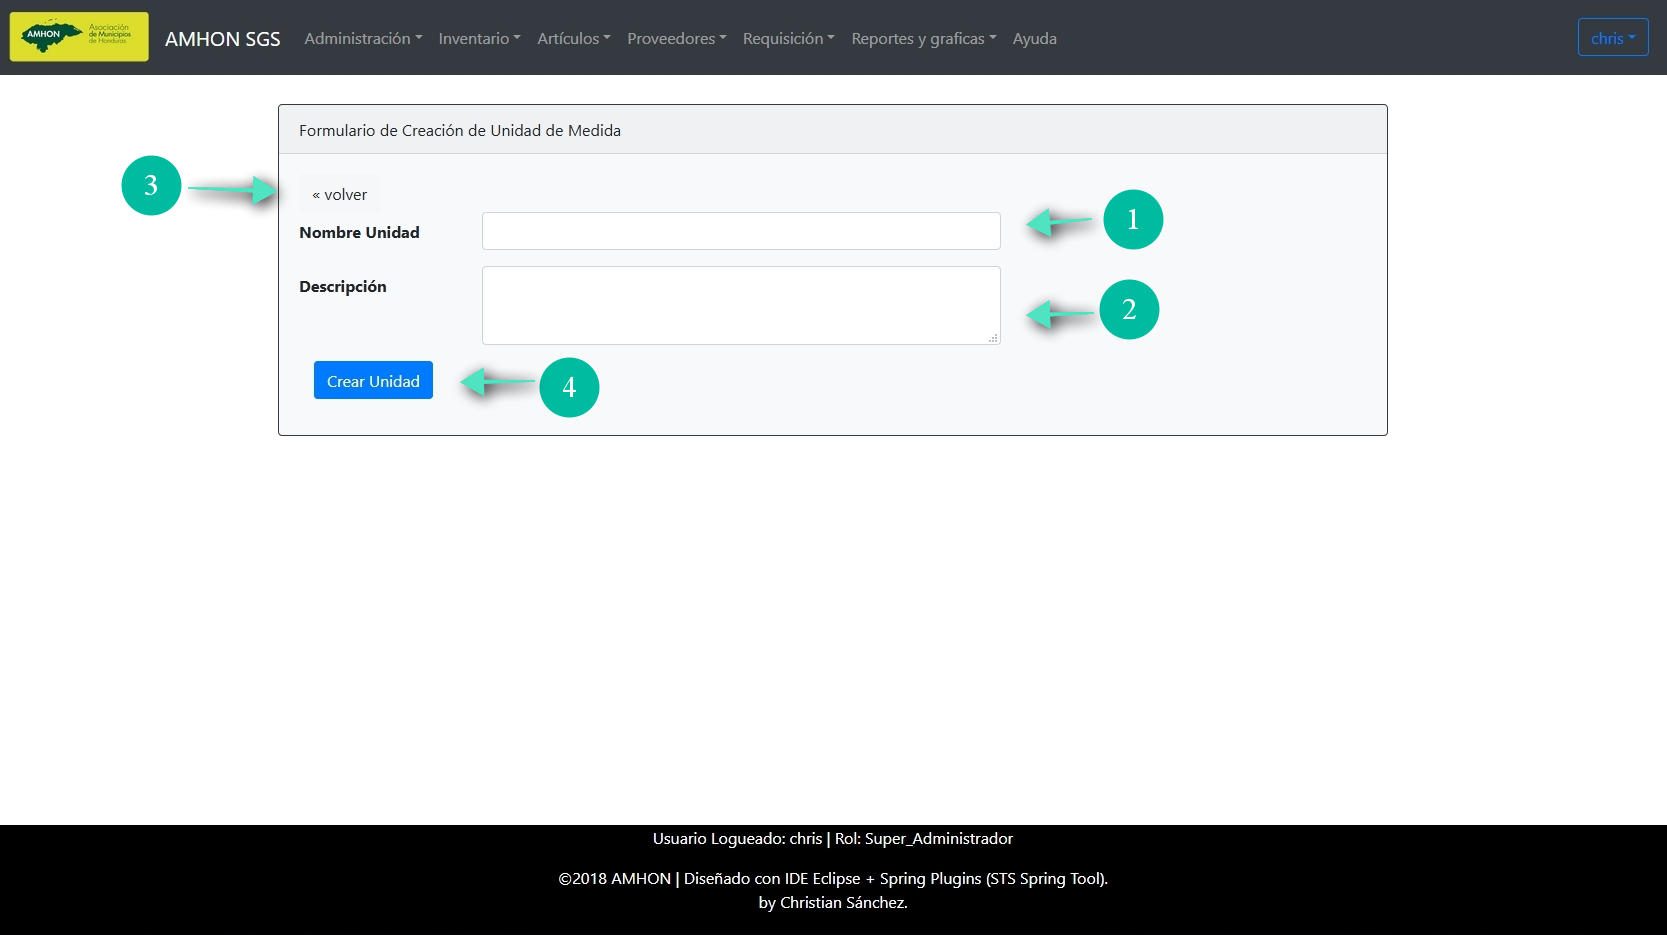 AMHON
Asociación
de Municipios
de Honduras
AMHON SGS Administración Inventario Artículos Proveedores Requisición Reportes y graficas Ayuda chris
Formulario de Creación de Unidad de Medida
3
« volver
Nombre Unidad
1
Descripción
2
Crear Unidad
4
Usuario Logueado: chris | Rol: Super_Administrador
©2018 AMHON | Diseñado con IDE Eclipse + Spring Plugins (STS Spring Tool).
by Christian Sánchez.